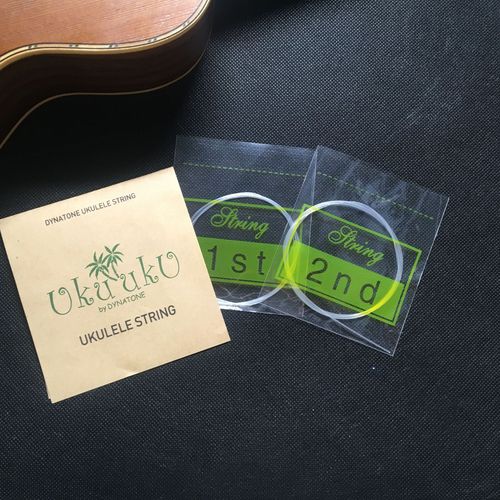 DYNATONE UKULELE STRING
UkuukU
by DYNATONE
UKULELE STRING
String
1st
String
2nd